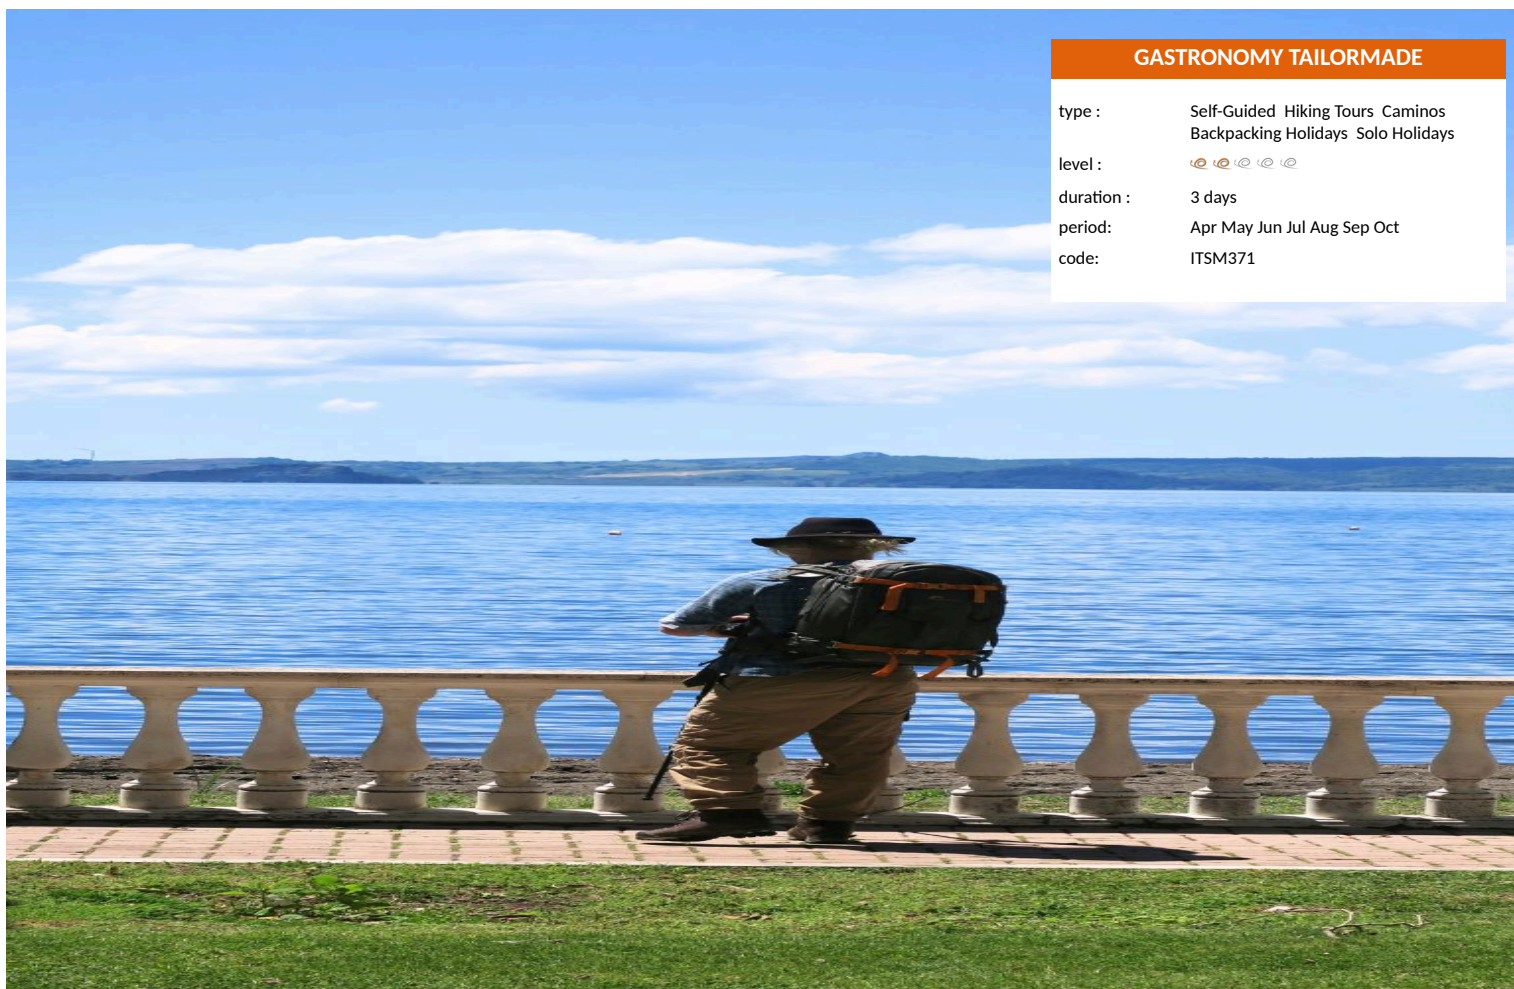 GASTRONOMY TAILORMADE
type : Self-Guided Hiking Tours Caminos
Backpacking Holidays Solo Holidays
level :
duration : 3 days
period: Apr May Jun Jul Aug Sep Oct
code: ITSM371